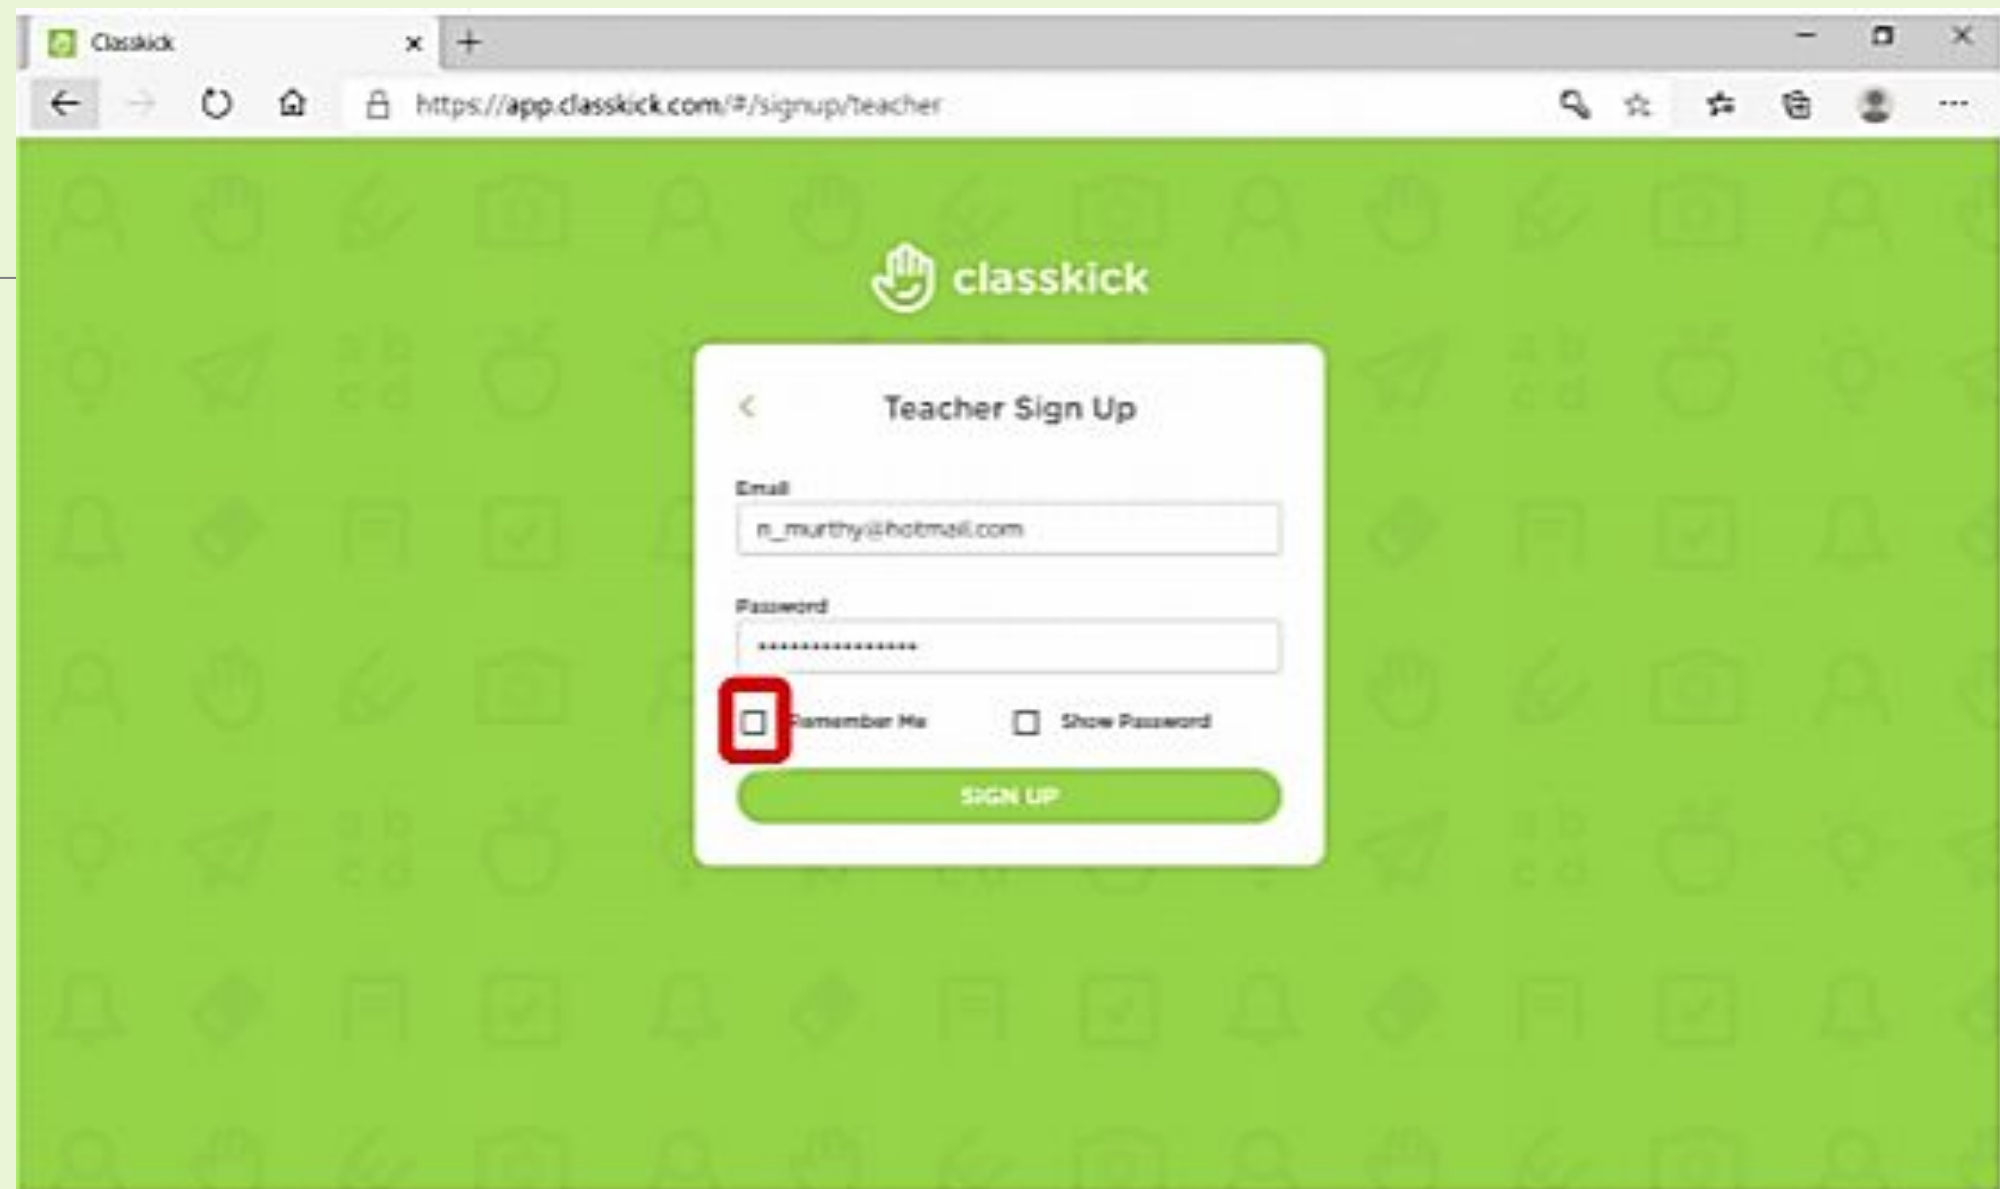 Classkick
https://app.classkick.com/#/signup/teacher
classkick
Teacher Sign Up
Email
n_murthy@hotmail.com
Password
•••••••••••••••
Remember Me
Show Password
SIGN UP